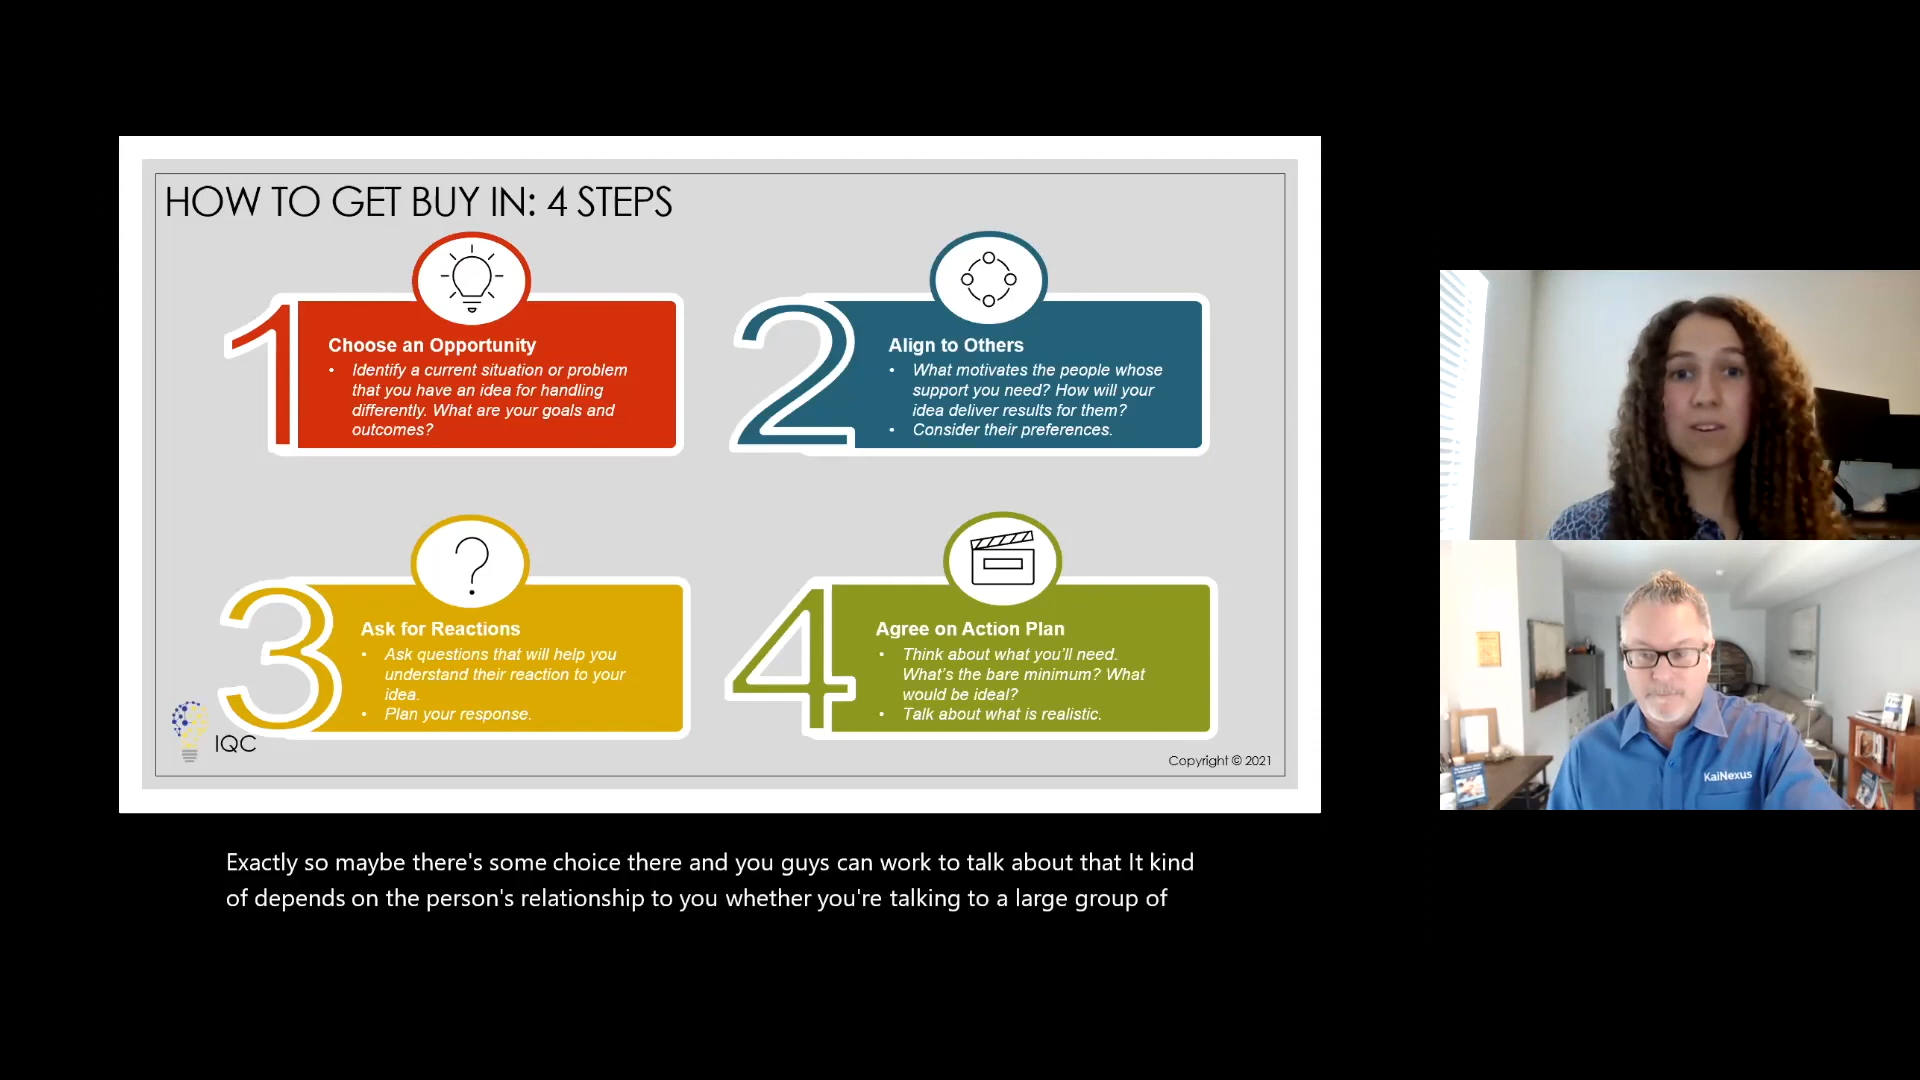 HOW TO GET BUY IN: 4 STEPS
1
Choose an Opportunity
• Identify a current situation or problem
that you have an idea for handling
differently. What are your goals and
outcomes?
2
Align to Others
• What motivates the people whose
support you need? How will your
idea deliver results for them?
• Consider their preferences.
3
Ask for Reactions
• Ask questions that will help you
understand their reaction to your
idea.
• Plan your response.
4
Agree on Action Plan
• Think about what you'll need.
What's the bare minimum? What
would be ideal?
• Talk about what is realistic.
IQC
Copyright © 2021
KaiNexus
Exactly so maybe there's some choice there and you guys can work to talk about that It kind
of depends on the person's relationship to you whether you're talking to a large group of